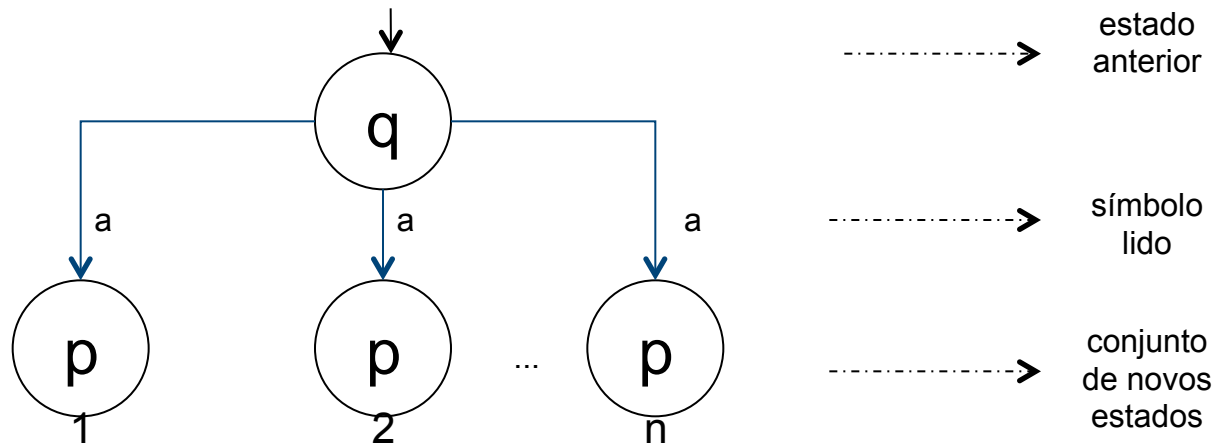 estado
anterior
q
a
a
a
símbolo
lido
p
p
...
p
1
2
n
conjunto
de novos
estados